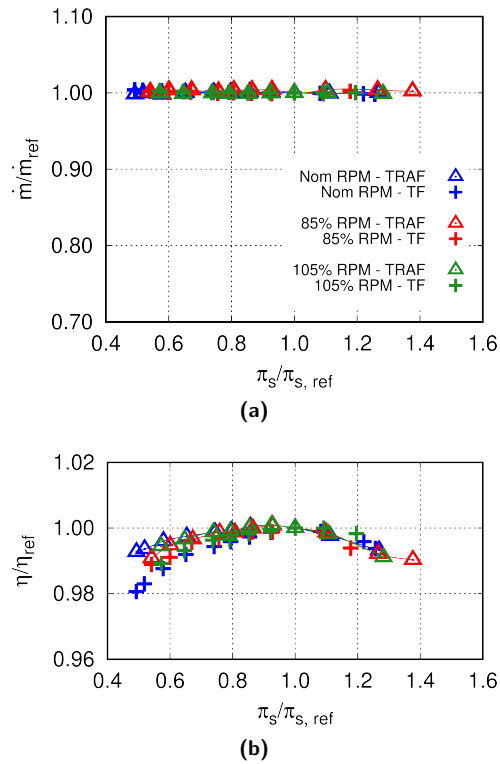 1.10
1.00
0.90
0.80
0.70
ṁ/ṁref
Nom RPM - TRAF
Nom RPM - TF
85% RPM - TRAF
85% RPM - TF
105% RPM - TRAF
105% RPM - TF
0.4 0.6 0.8 1.0 1.2 1.4 1.6
πs/πs, ref
(a)
1.02
1.00
0.98
0.96
η/ηref
0.4 0.6 0.8 1.0 1.2 1.4 1.6
πs/πs, ref
(b)